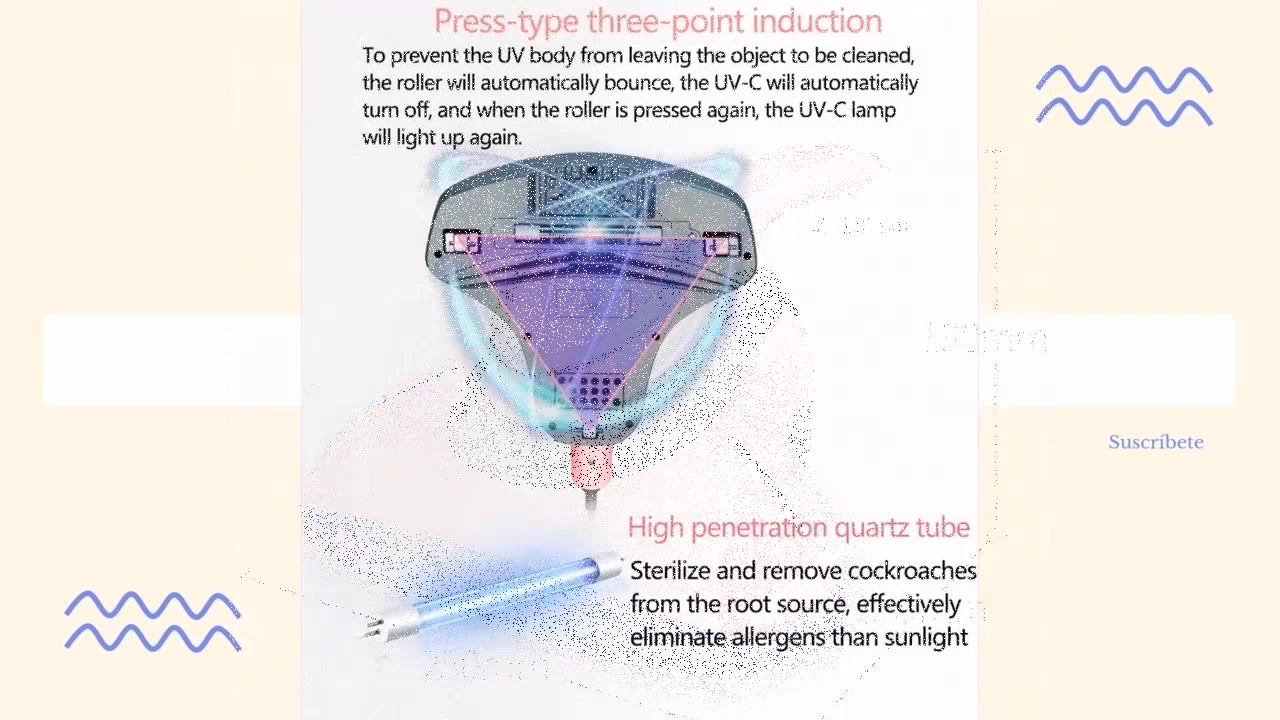 Press-type three-point induction
To prevent the UV body from leaving the object to be cleaned,
the roller will automatically bounce, the UV-C will automatically
turn off, and when the roller is pressed again, the UV-C lamp
will light up again.
130mm
Suscríbete
High penetration quartz tube
Sterilize and remove cockroaches
from the root source, effectively
eliminate allergens than sunlight